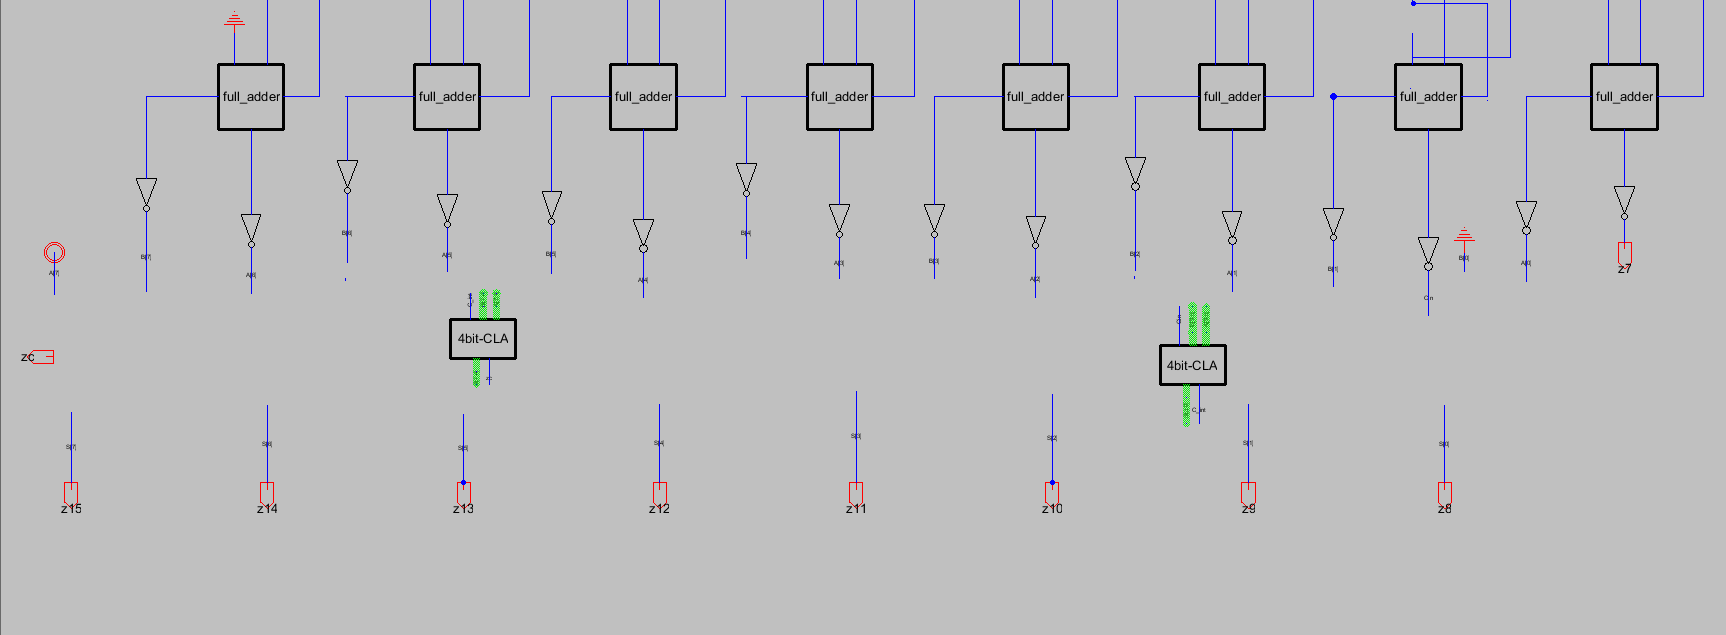 full_adder full_adder full_adder full_adder full_adder full_adder full_adder full_adder
B[7] A[6] B[6] A[5] B[5] A[4] B[4] A[3] B[3] A[2] B[2] A[1] B[1] B[0] A[0]
A[7]
z7
4bit-CLA
C_int
4bit-CLA
zc
S[7] S[6] S[5] S[4] S[3] S[2] S[1] S[0]
z15 z14 z13 z12 z11 z10 z9 z8